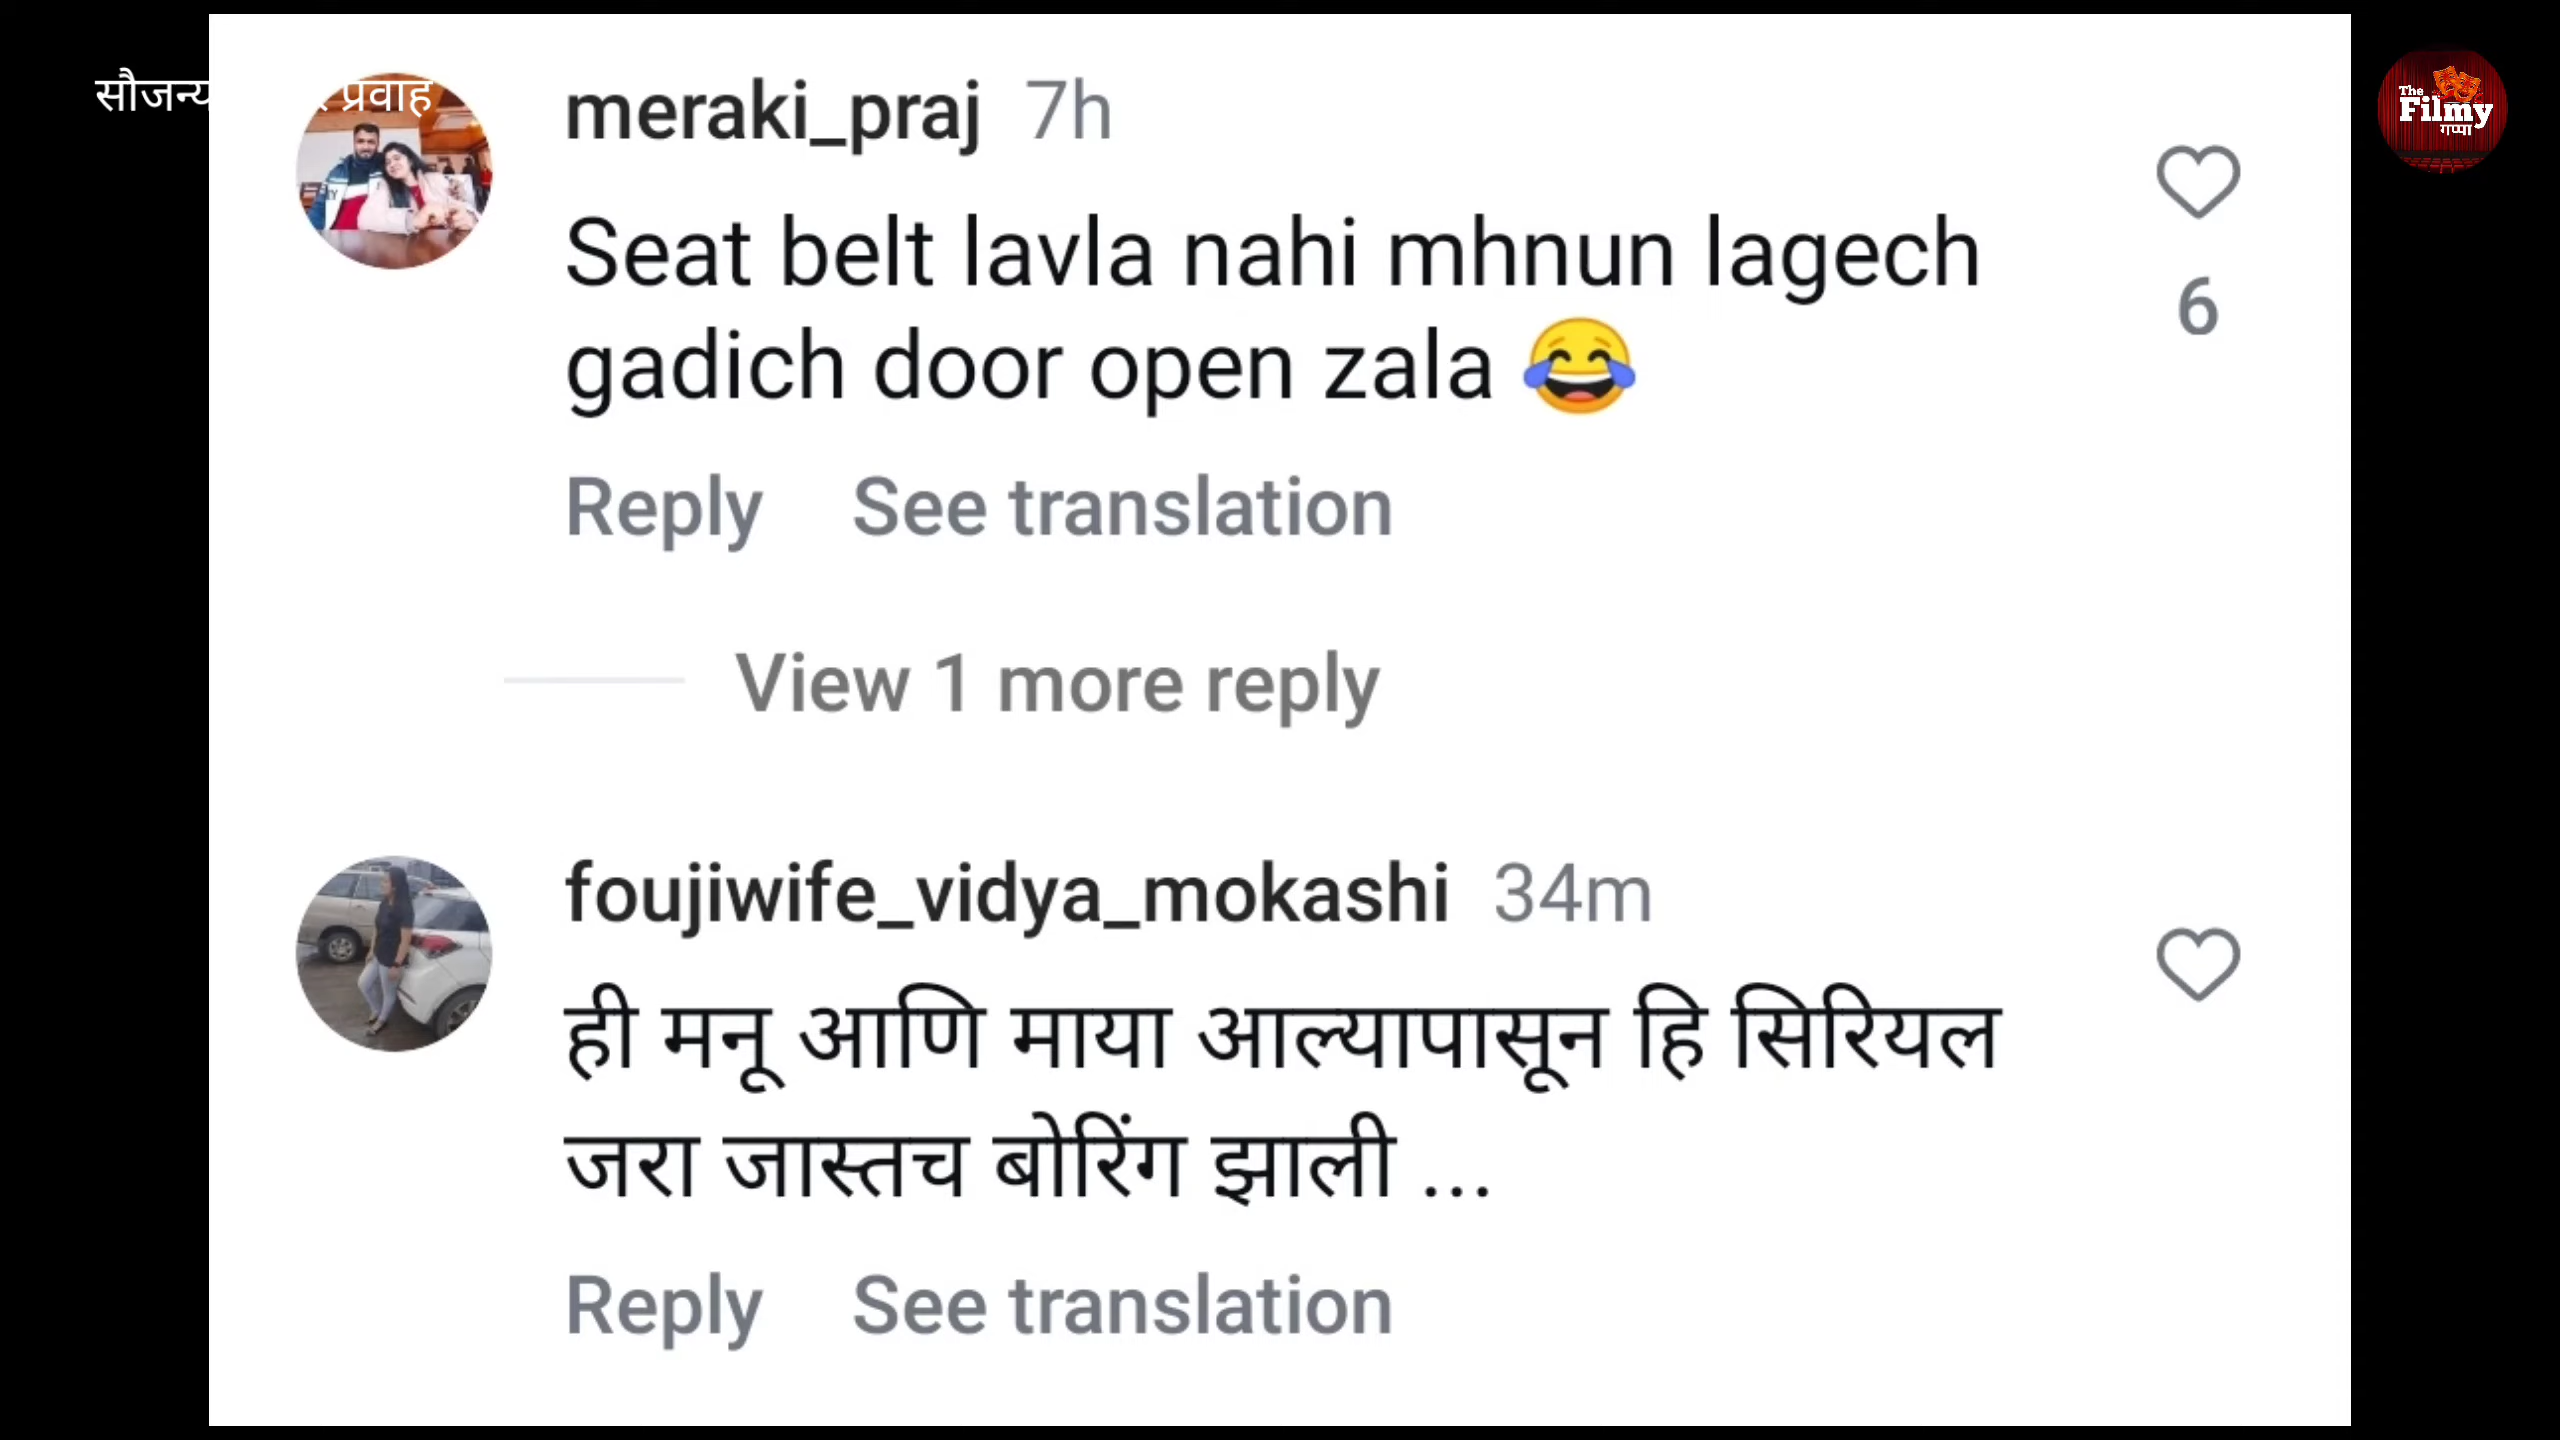 सौजन्य
प्रवाह
The
Filmy
गप्पा
meraki_praj 7h
Seat belt lavla nahi mhnun lagech
gadich door open zala 😂
6
Reply See translation
View 1 more reply
foujiwife_vidya_mokashi 34m
ही मनू आणि माया आल्यापासून हि सिरियल
जरा जास्तच बोरिंग झाली ...
Reply See translation